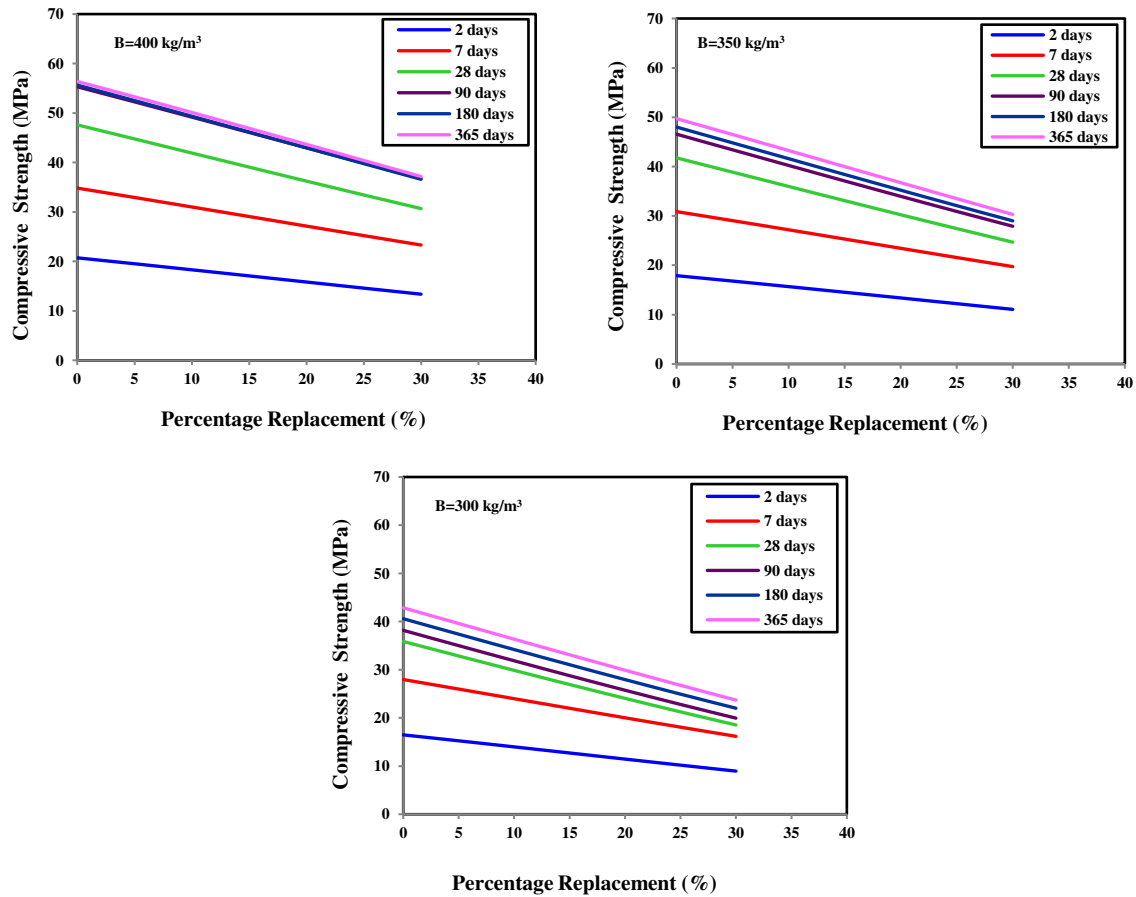 B=400 kg/m³
2 days
7 days
28 days
90 days
180 days
365 days
Compressive Strength (MPa)
70
60
50
40
30
20
10
0
0 5 10 15 20 25 30 35 40
Percentage Replacement (%)
B=350 kg/m³
2 days
7 days
28 days
90 days
180 days
365 days
Compressive Strength (MPa)
70
60
50
40
30
20
10
0
0 5 10 15 20 25 30 35 40
Percentage Replacement (%)
B=300 kg/m³
2 days
7 days
28 days
90 days
180 days
365 days
Compressive Strength (MPa)
70
60
50
40
30
20
10
0
0 5 10 15 20 25 30 35 40
Percentage Replacement (%)